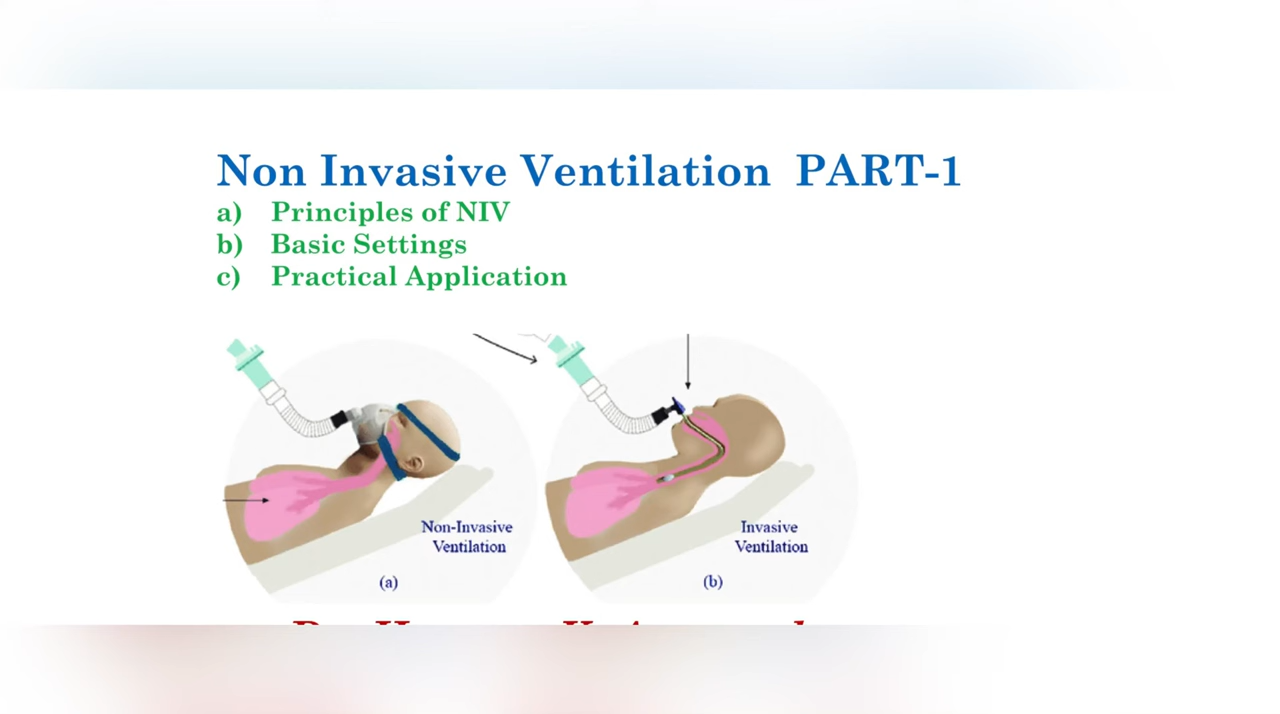 Non Invasive Ventilation PART-1
a) Principles of NIV
b) Basic Settings
c) Practical Application
Non-Invasive
Ventilation
(a)
Invasive
Ventilation
(b)